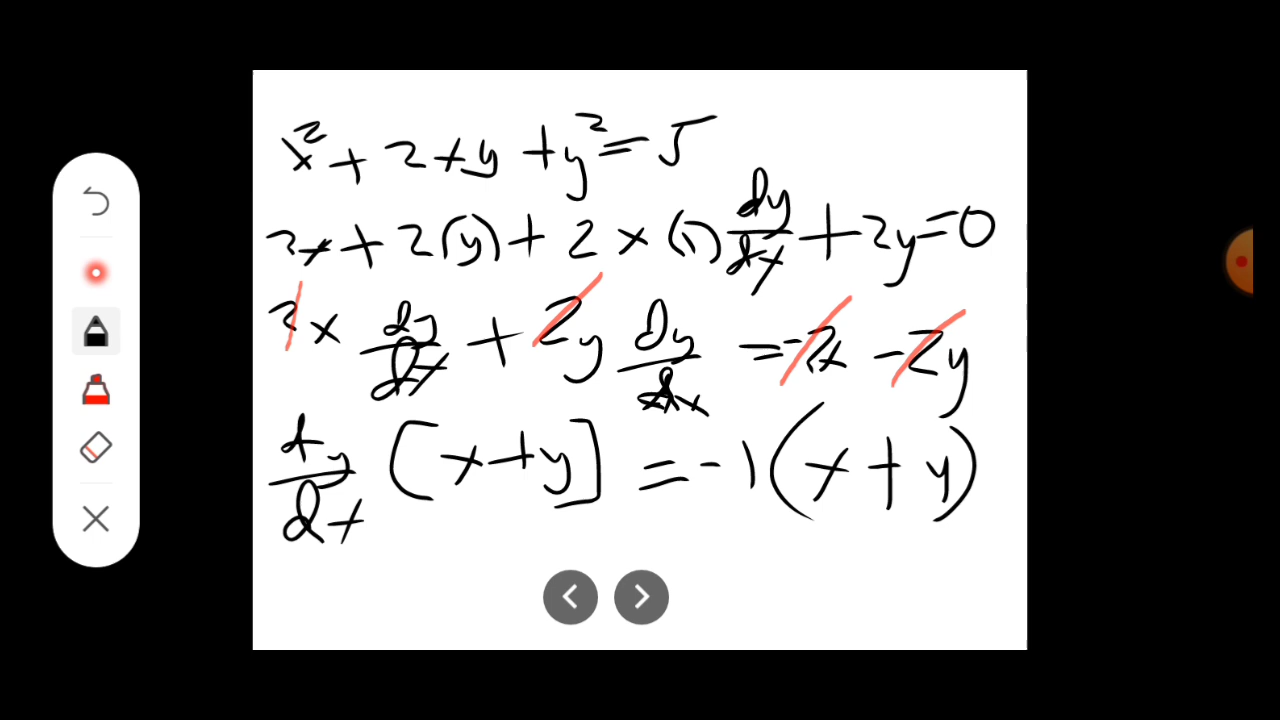 x² + 2xy + y² = 5
2x + 2(y) + 2x(1) dy/dx + 2y = 0
2x dy/dx + 2y dy/dx = -2x - 2y
dy/dx [x + y] = -1(x + y)